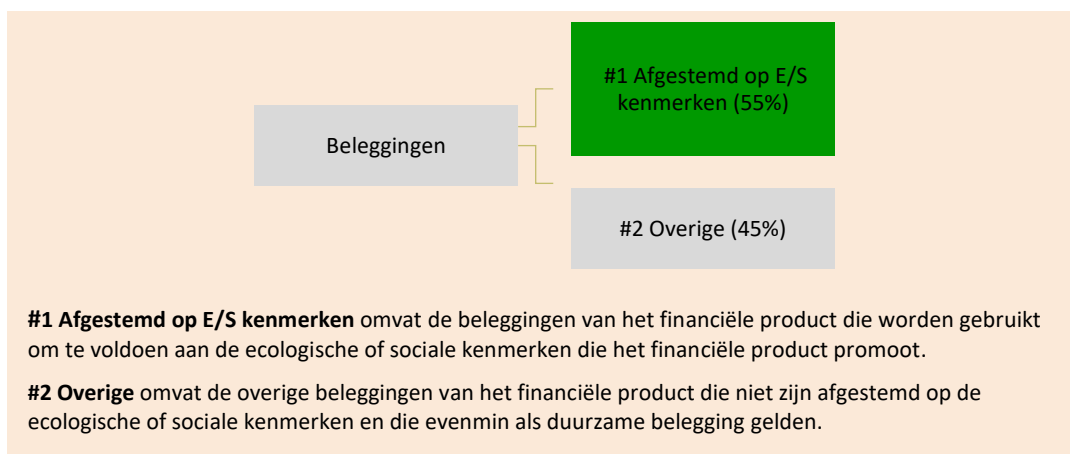 #1 Afgestemd op E/S
kenmerken (55%)
Beleggingen
#2 Overige (45%)
#1 Afgestemd op E/S kenmerken omvat de beleggingen van het financiële product die worden gebruikt
om te voldoen aan de ecologische of sociale kenmerken die het financiële product promoot.
#2 Overige omvat de overige beleggingen van het financiële product die niet zijn afgestemd op de
ecologische of sociale kenmerken en die evenmin als duurzame belegging gelden.